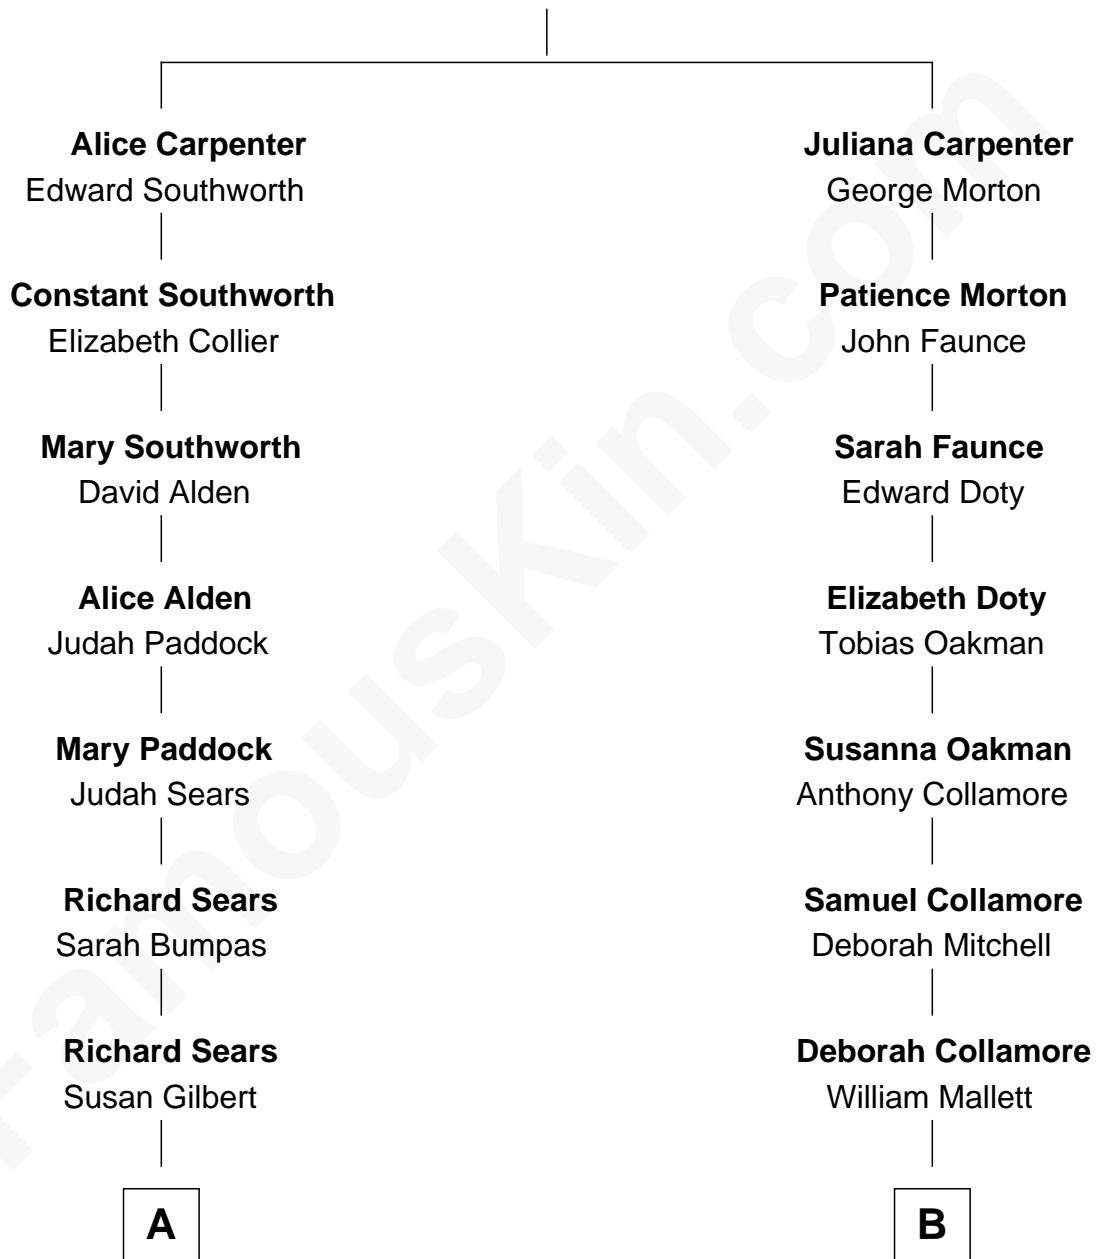 Alice Carpenter
Edward Southworth
Constant Southworth
Elizabeth Collier
Mary Southworth
David Alden
Alice Alden
Judah Paddock
Mary Paddock
Judah Sears
Richard Sears
Sarah Bumpas
Richard Sears
Susan Gilbert
A
Juliana Carpenter
George Morton
Patience Morton
John Faunce
Sarah Faunce
Edward Doty
Elizabeth Doty
Tobias Oakman
Susanna Oakman
Anthony Collamore
Samuel Collamore
Deborah Mitchell
Deborah Collamore
William Mallett
B
FamousKin.com